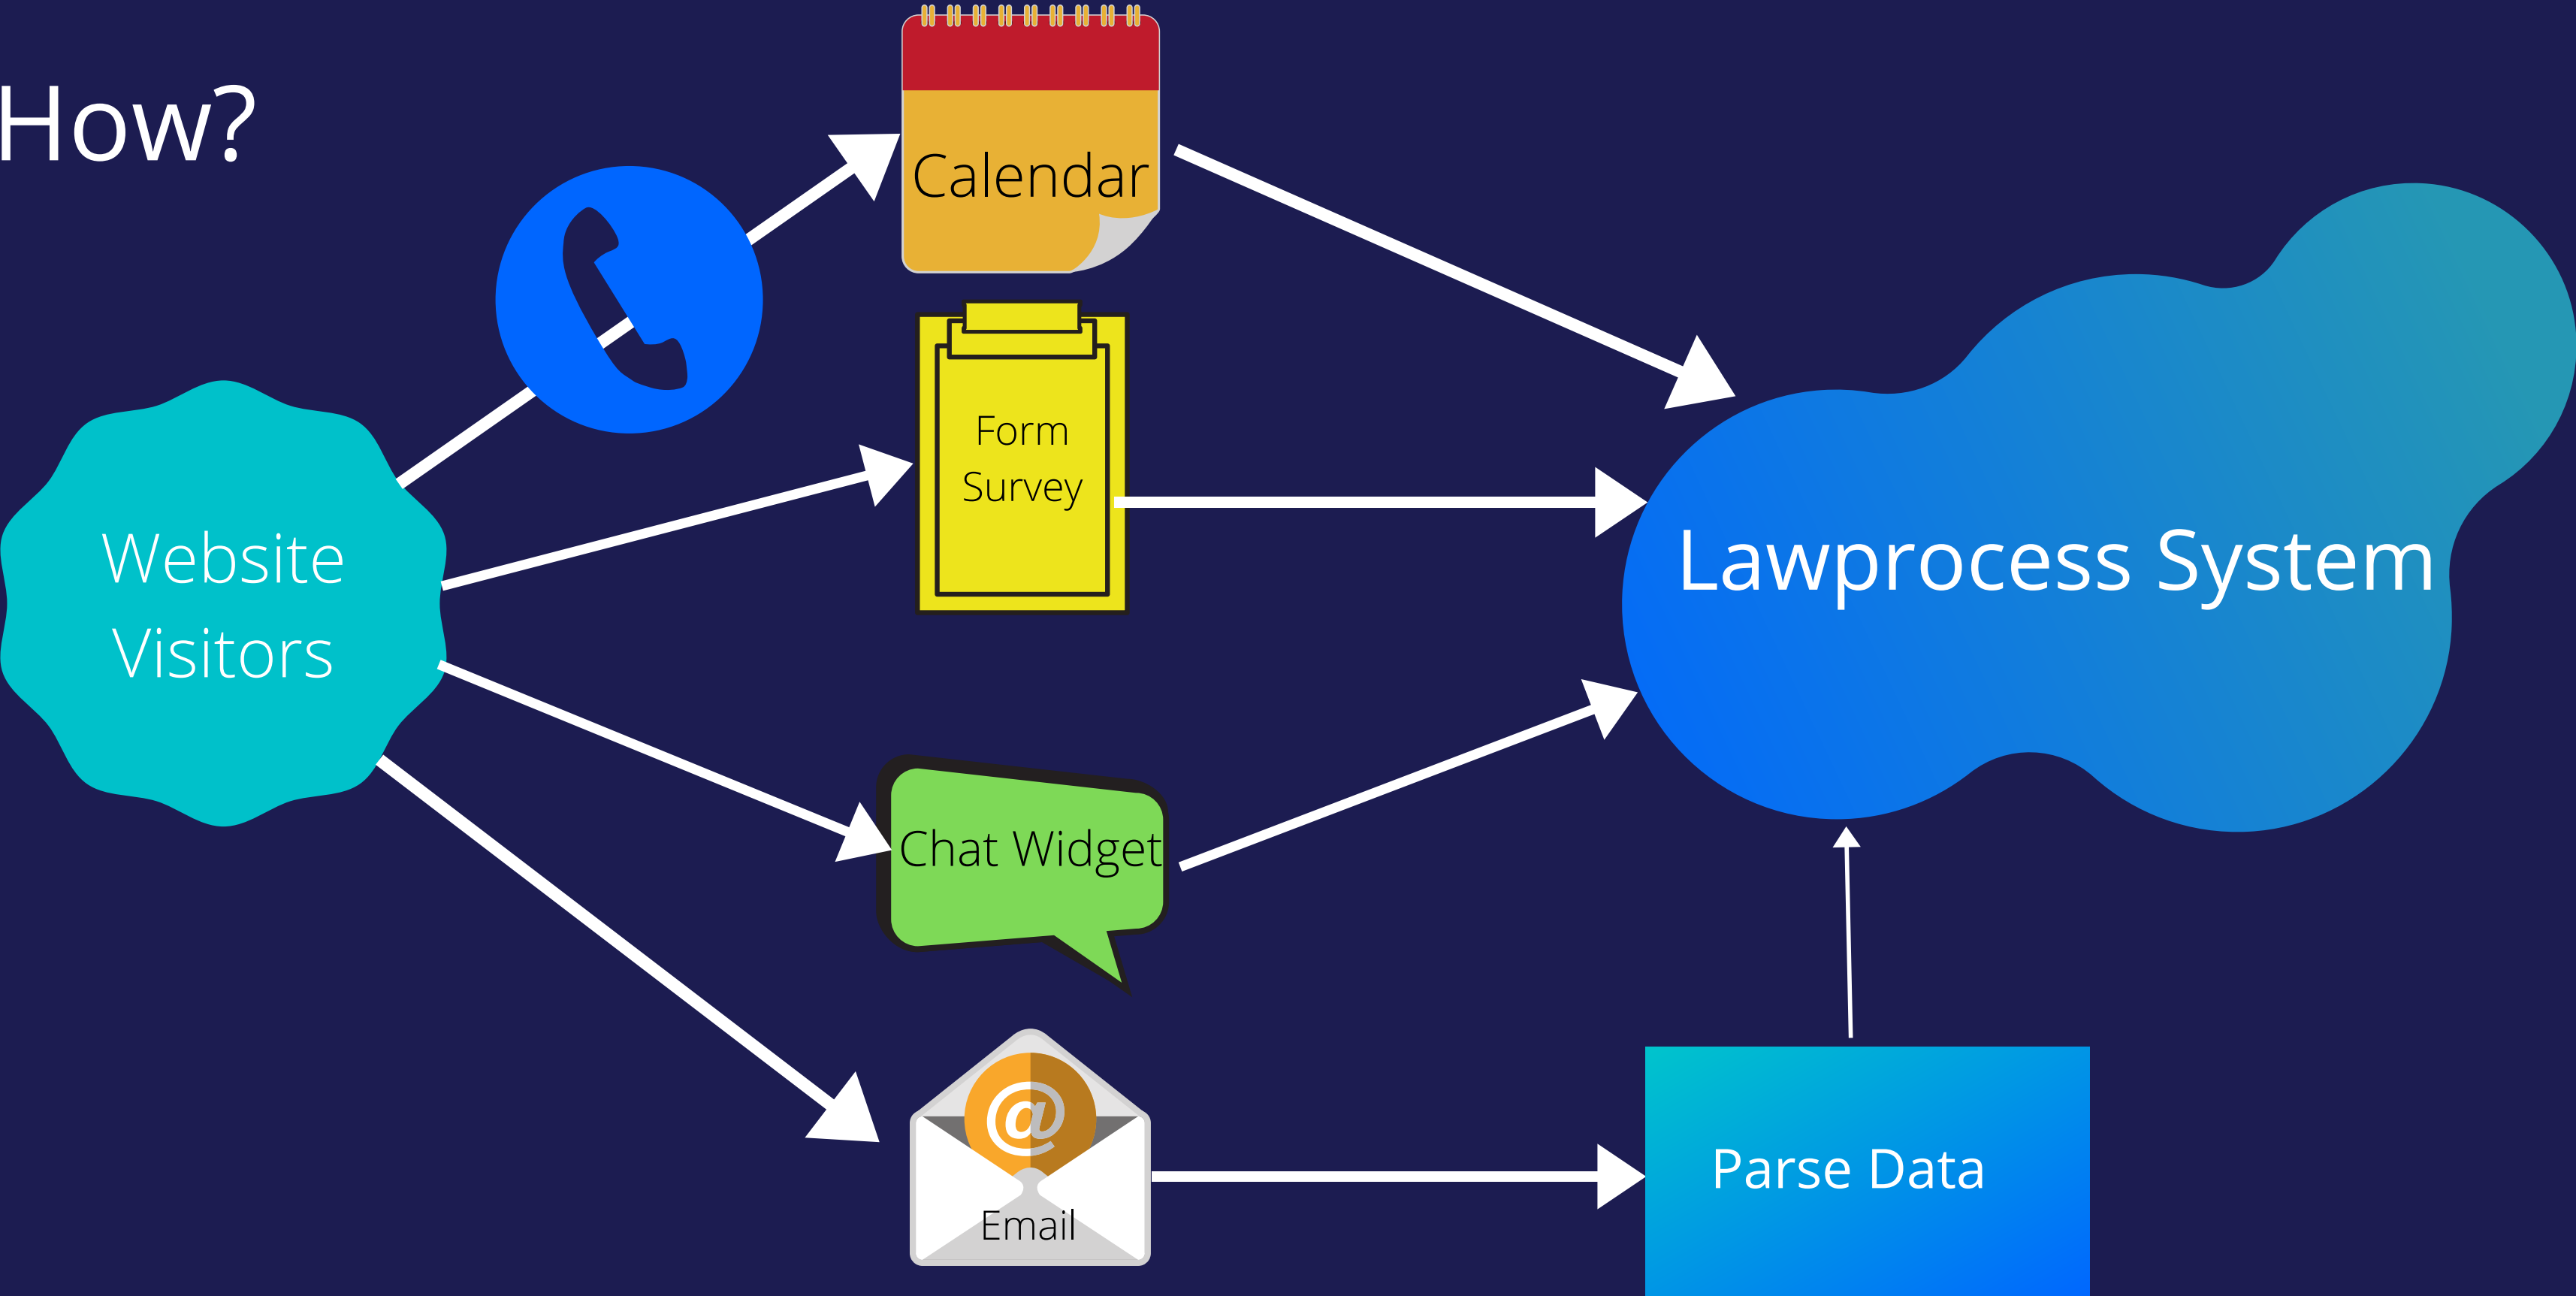 How?
Calendar
Form
Survey
Website
Visitors
Lawprocess System
Chat Widget
@
Email
Parse Data